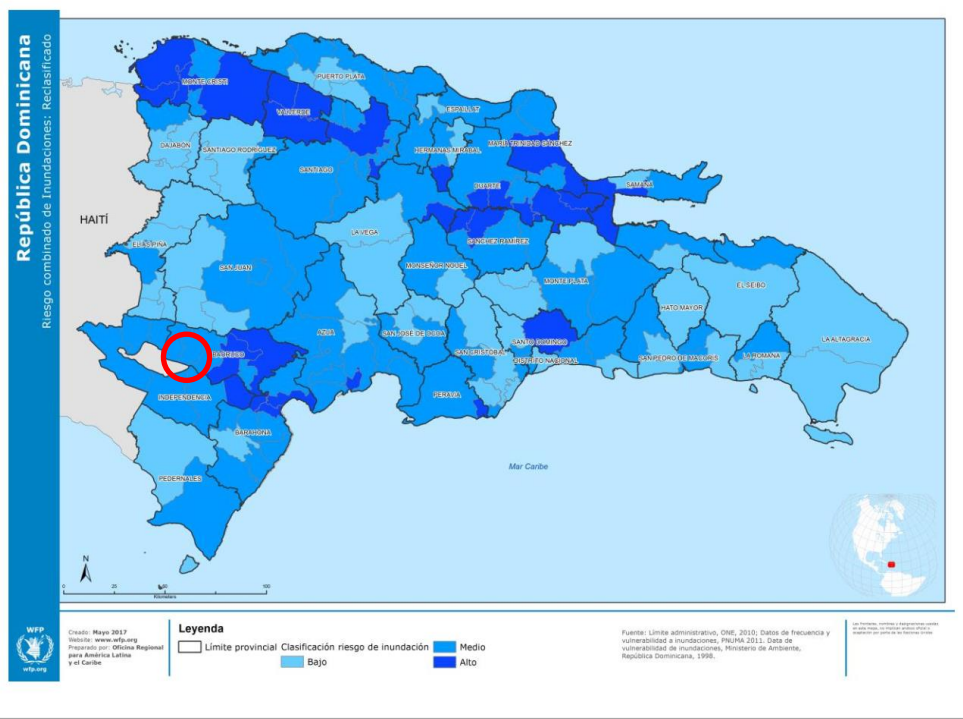 República Dominicana
Riesgo combinado de Inundaciones: Reclasificado
MONTE CRISTI
PUERTO PLATA
VALVERDE
ESPAILLAT
DAJABÓN
SANTIAGO RODRÍGUEZ
HERMANAS MIRABAL
MARÍA TRINIDAD SÁNCHEZ
SANTIAGO
DUARTE
SAMANÁ
HAITÍ
LA VEGA
ELÍAS PIÑA
SÁNCHEZ RAMÍREZ
SAN JUAN
MONSEÑOR NOUEL
MONTE PLATA
EL SEIBO
HATO MAYOR
AZUA
SAN JOSÉ DE OCOA
SANTO DOMINGO
LA ALTAGRACIA
BAORUCO
SAN CRISTÓBAL
DISTRITO NACIONAL
SAN PEDRO DE MACORÍS
LA ROMANA
INDEPENDENCIA
PERAVIA
BARAHONA
Mar Caribe
PEDERNALES
N
0 25 50 100
Kilometers
WFP
wfp.org
Creado: Mayo 2017
Website: www.wfp.org
Preparado por: Oficina Regional
para América Latina
y el Caribe
Leyenda
Límite provincial
Clasificación riesgo de inundación
Bajo
Medio
Alto
Fuente: Límite administrativo, ONE, 2010; Datos de frecuencia y
vulnerabilidad a inundaciones, PNUMA 2011. Data de
vulnerabilidad de inundaciones, Ministerio de Ambiente,
República Dominicana, 1998.